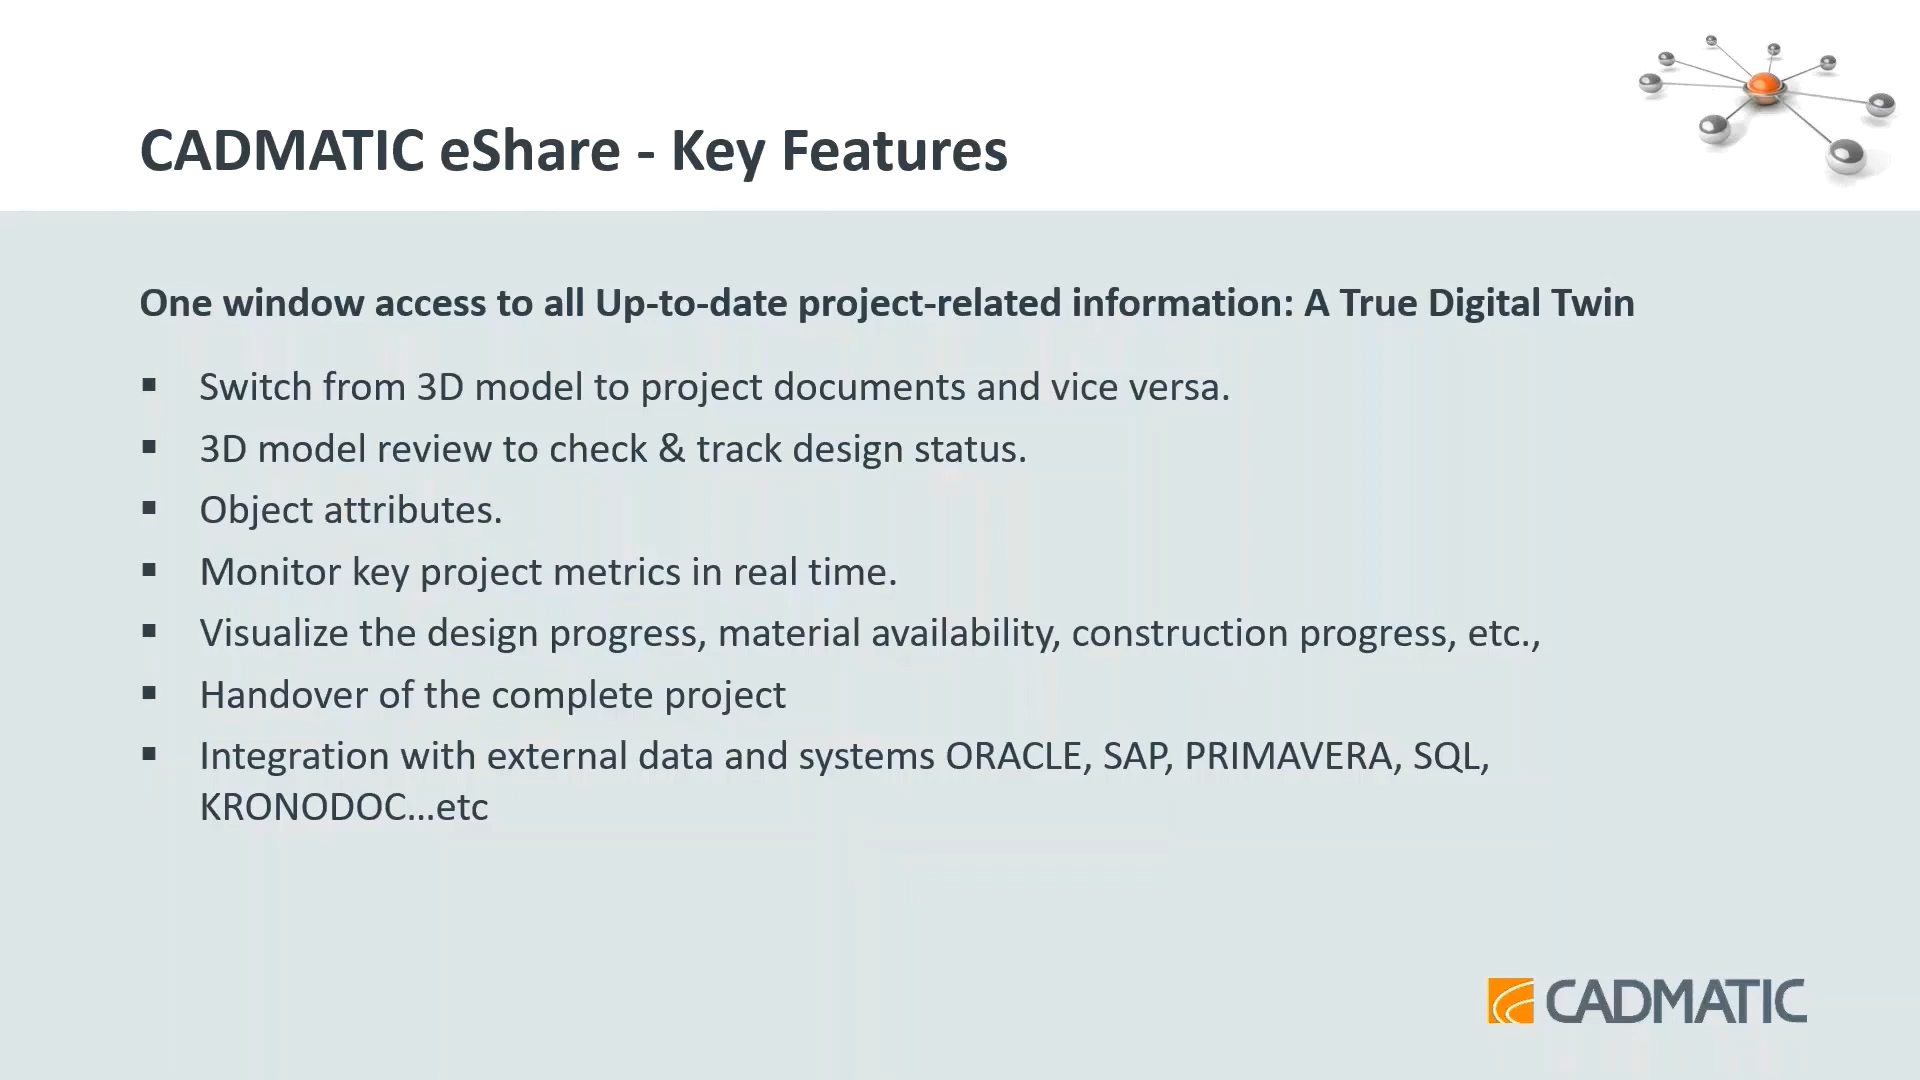 CADMATIC eShare - Key Features
One window access to all Up-to-date project-related information: A True Digital Twin
▪ Switch from 3D model to project documents and vice versa.
▪ 3D model review to check & track design status.
▪ Object attributes.
▪ Monitor key project metrics in real time.
▪ Visualize the design progress, material availability, construction progress, etc.,
▪ Handover of the complete project
▪ Integration with external data and systems ORACLE, SAP, PRIMAVERA, SQL,
KRONODOC...etc
CADMATIC